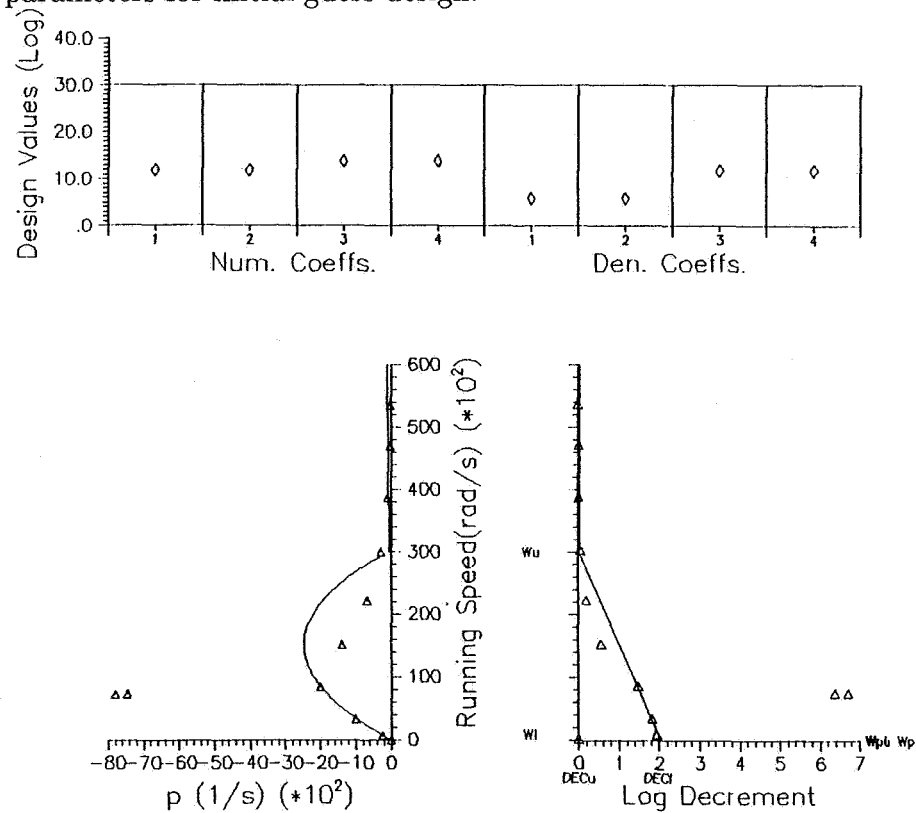 parameters for initial guess design.
Design Values (Log)
40.0
30.0
20.0
10.0
.0
1 2 3 4 1 2 3 4
Num. Coeffs. Den. Coeffs.
Running Speed(rad/s) (*10²)
600
500
400
300
200
100
0
Wu
Wl
-80-70-60-50-40-30-20-10 0
p (1/s) (*10²)
0 1 2 3 4 5 6 7
DECu DECl
Wp
Log Decrement